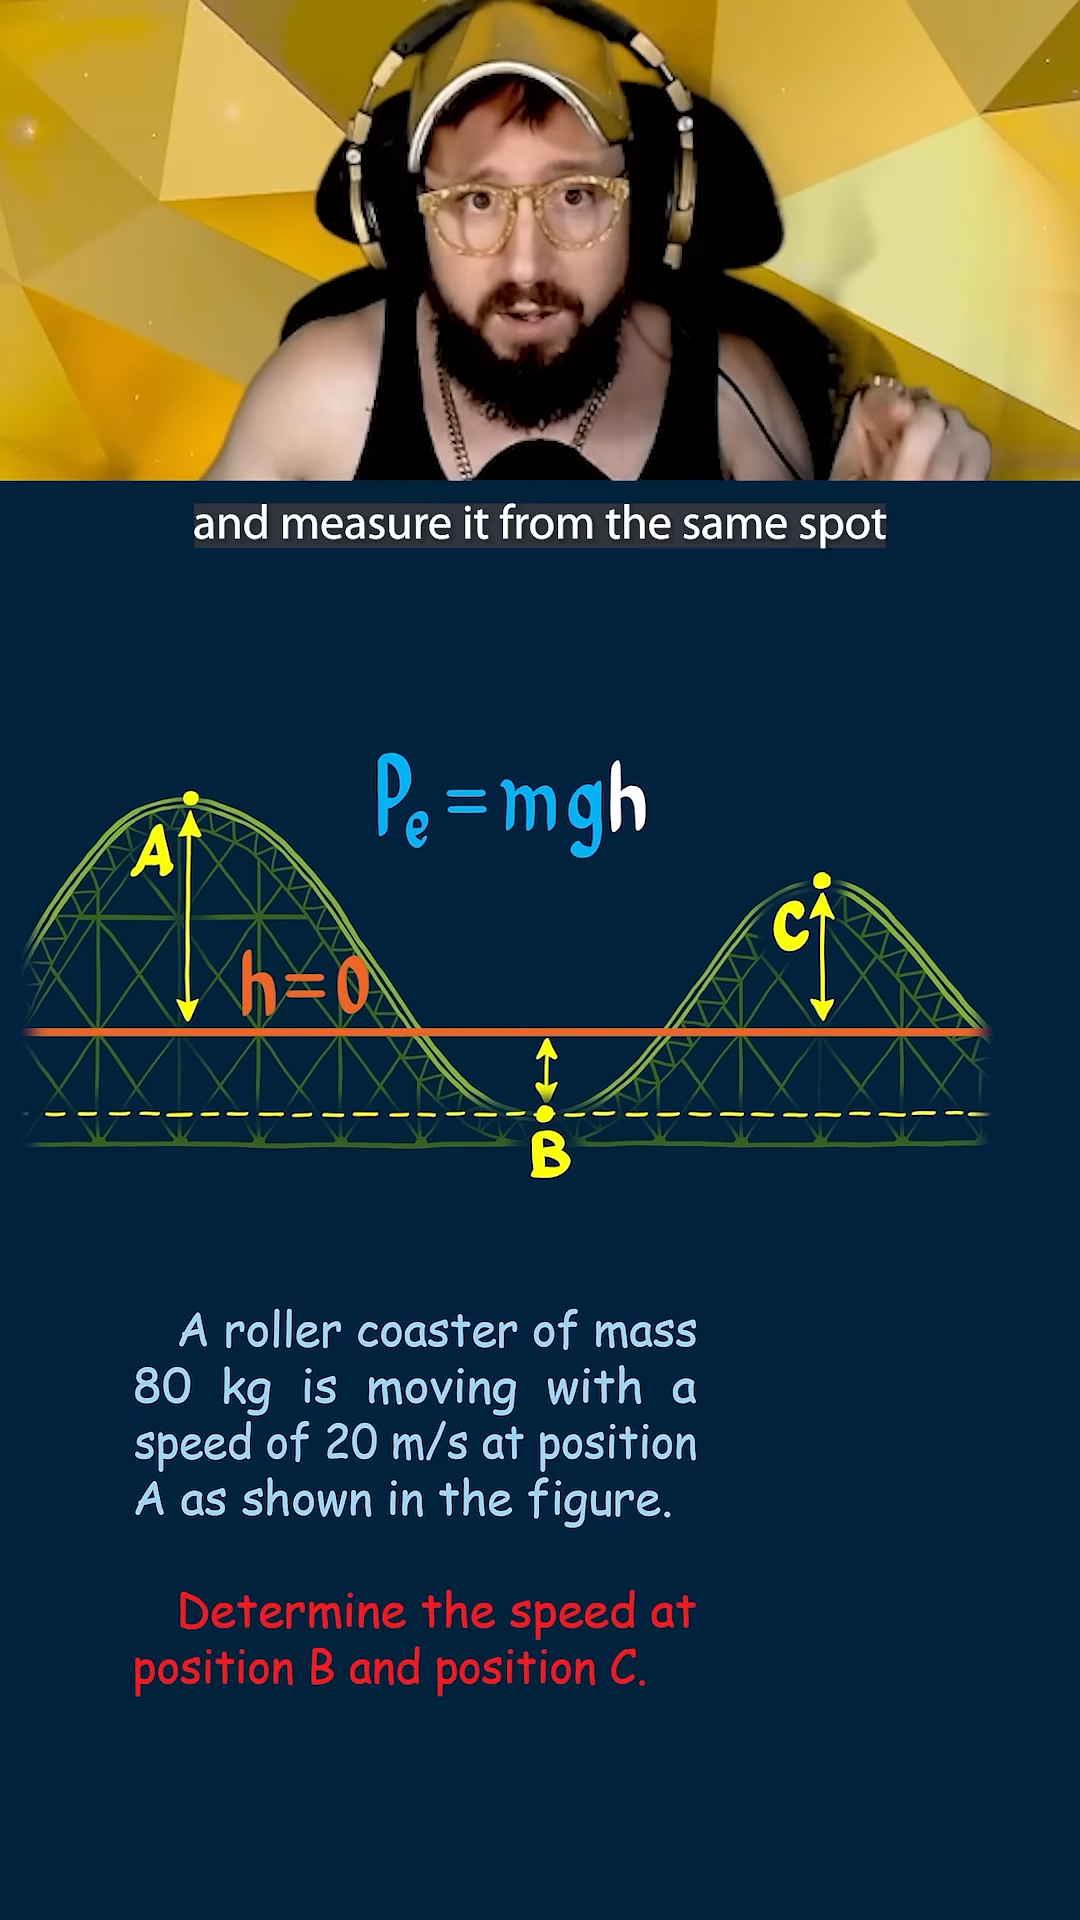 and measure it from the same spot
Pe = mgh
A
C
h=0
B
A roller coaster of mass
80 kg is moving with a
speed of 20 m/s at position
A as shown in the figure.
Determine the speed at
position B and position C.